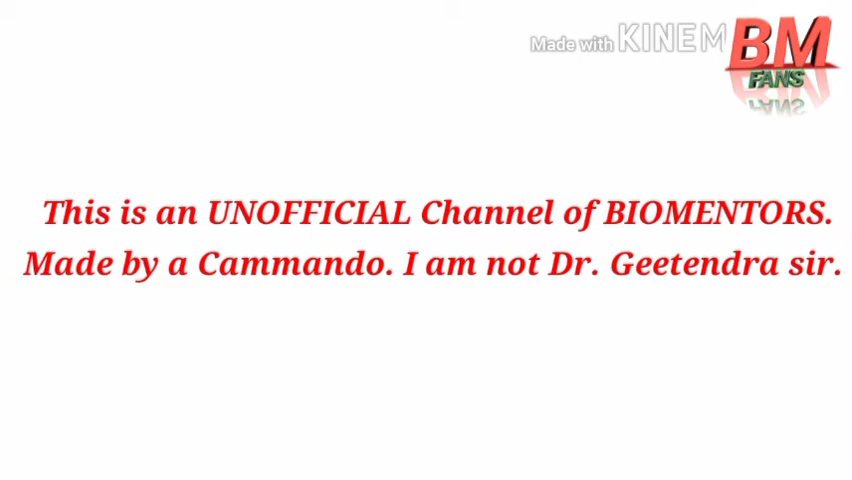 Made with KINEM
BM
FANS
This is an UNOFFICIAL Channel of BIOMENTORS.
Made by a Cammando. I am not Dr. Geetendra sir.